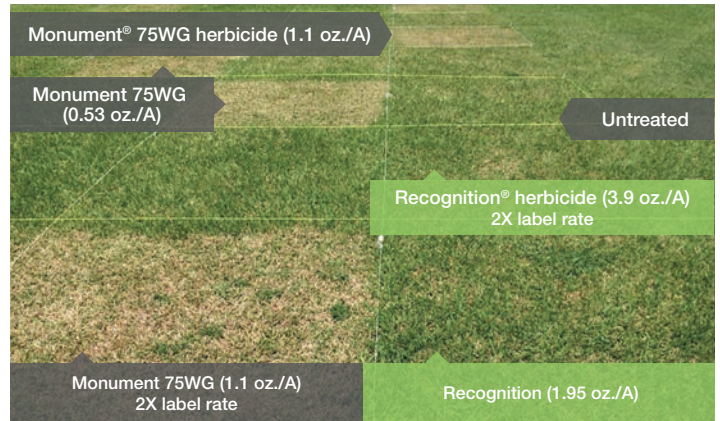 Monument® 75WG herbicide (1.1 oz./A)
Monument 75WG
(0.53 oz./A)
Untreated
Recognition® herbicide (3.9 oz./A)
2X label rate
Monument 75WG (1.1 oz./A)
2X label rate
Recognition (1.95 oz./A)